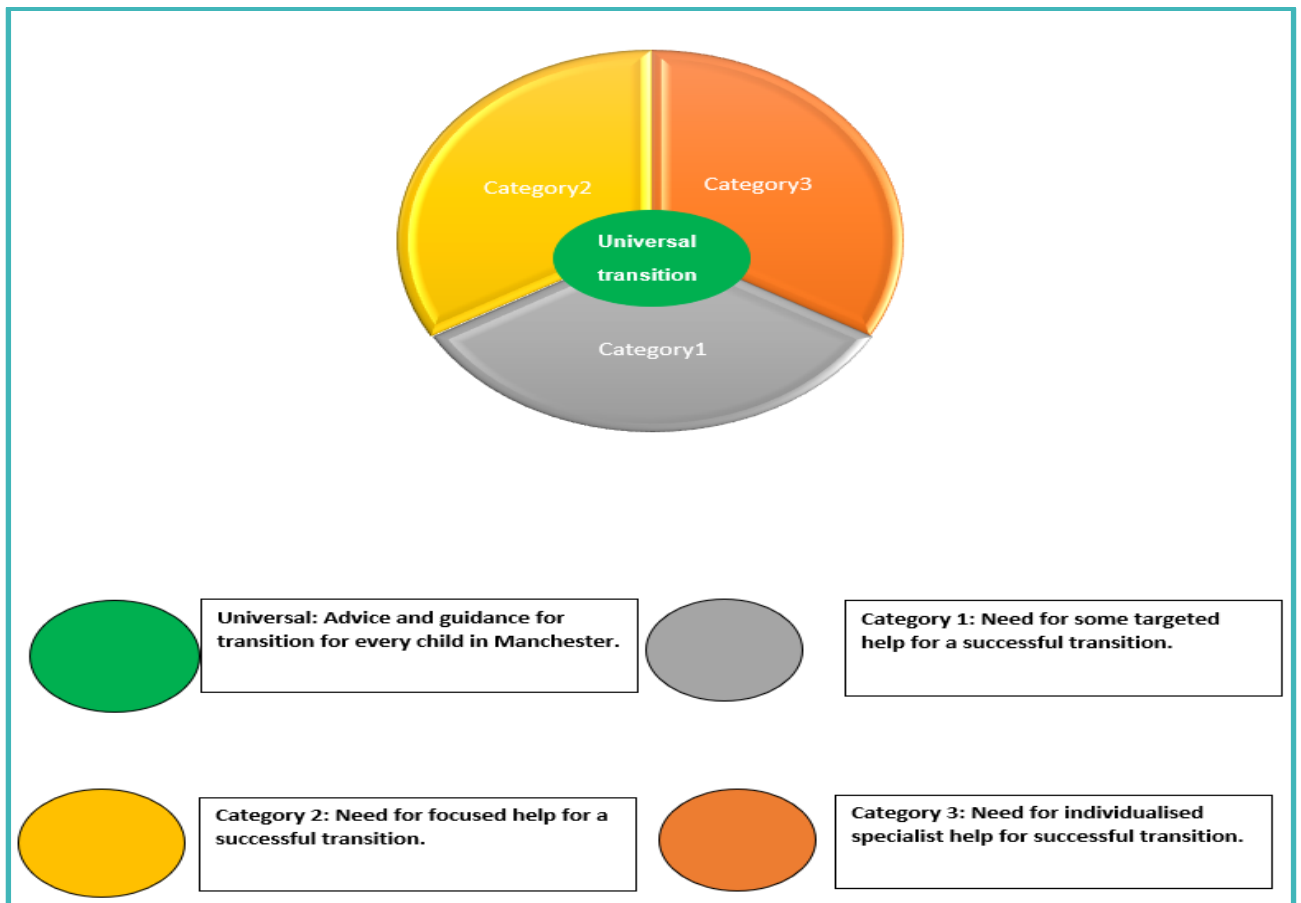 Category2
Category3
Universal
transition
Category1
Universal: Advice and guidance for
transition for every child in Manchester.
Category 1: Need for some targeted
help for a successful transition.
Category 2: Need for focused help for a
successful transition.
Category 3: Need for individualised
specialist help for successful transition.